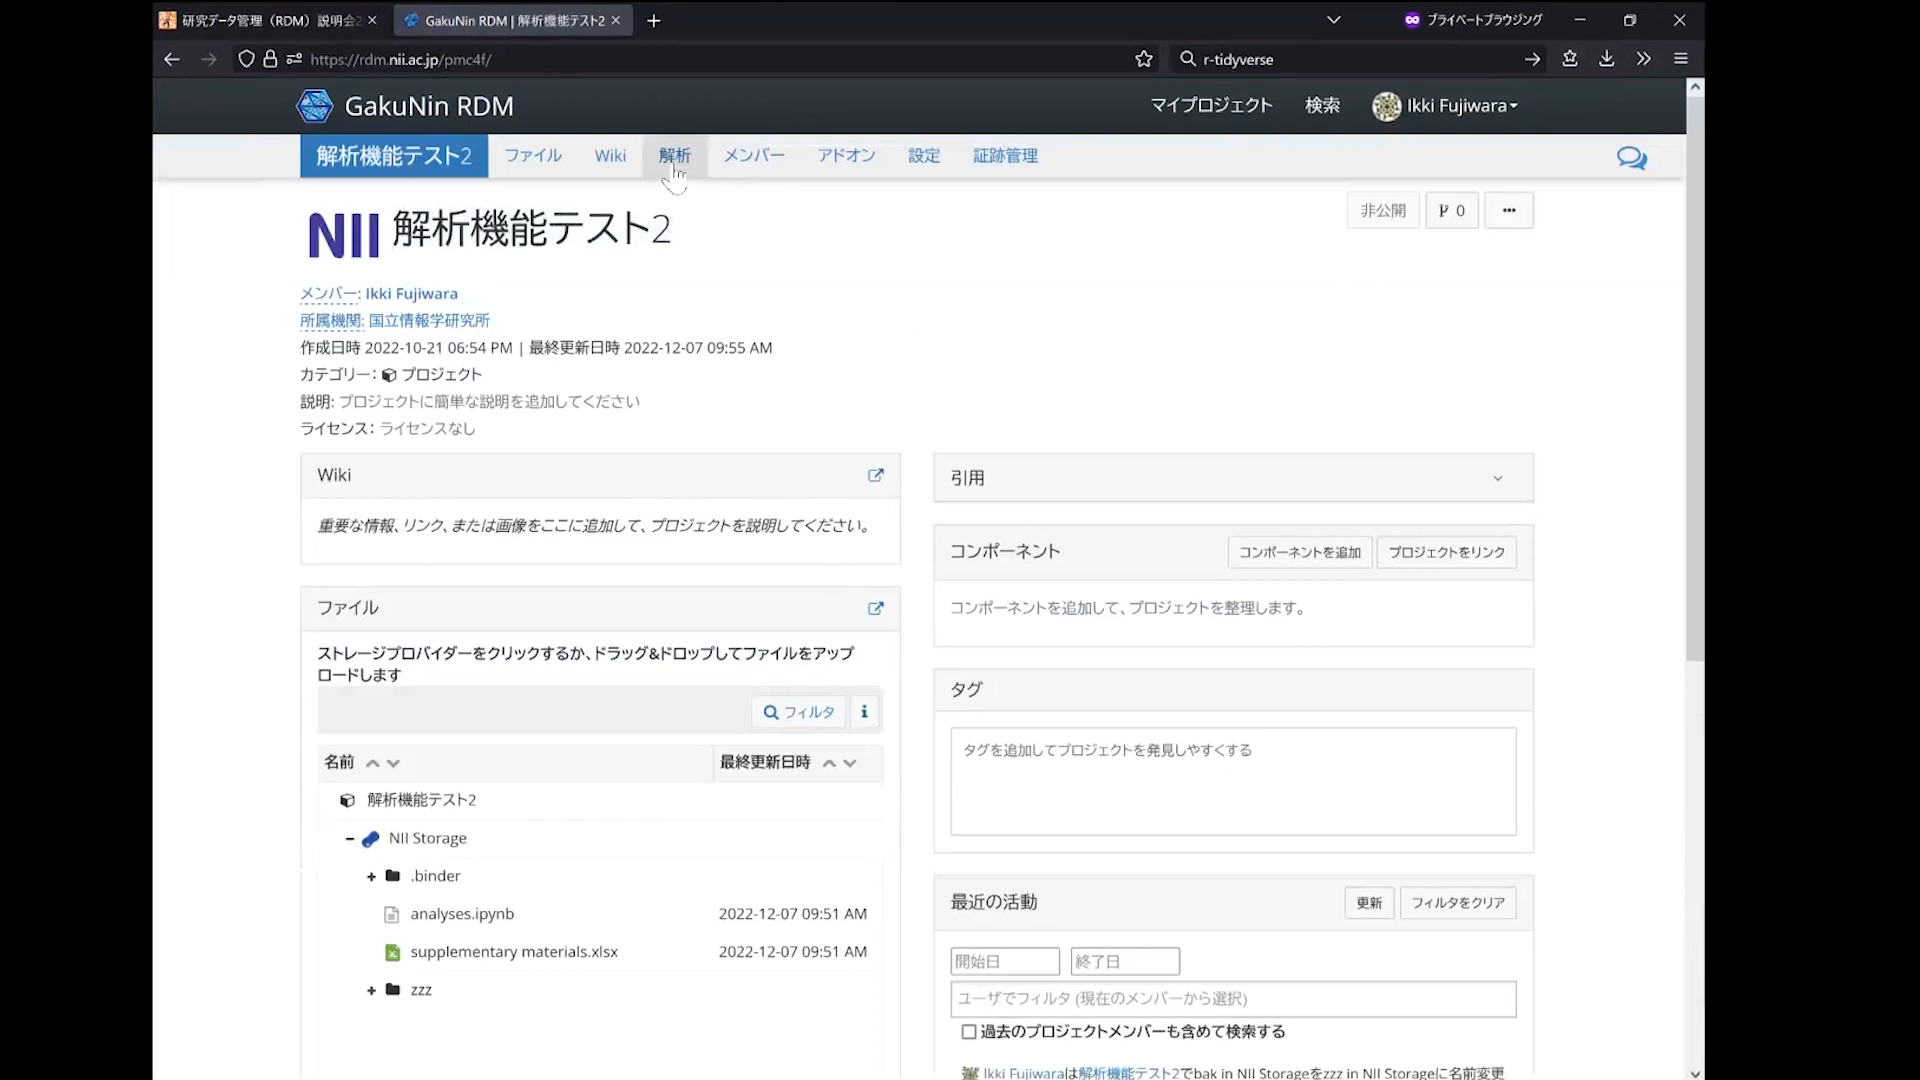 研究データ管理（RDM）説明会2
GakuNin RDM | 解析機能テスト2
プライベートブラウジング
https://rdm.nii.ac.jp/pmc4f/
r-tidyverse
GakuNin RDM
マイプロジェクト
検索
Ikki Fujiwara
解析機能テスト2
ファイル
Wiki
解析
メンバー
アドオン
設定
証跡管理
NII 解析機能テスト2
非公開
0
メンバー: Ikki Fujiwara
所属機関: 国立情報学研究所
作成日時 2022-10-21 06:54 PM | 最終更新日時 2022-12-07 09:55 AM
カテゴリー: プロジェクト
説明: プロジェクトに簡単な説明を追加してください
ライセンス: ライセンスなし
Wiki
重要な情報、リンク、または画像をここに追加して、プロジェクトを説明してください。
ファイル
ストレージプロバイダーをクリックするか、ドラッグ&ドロップしてファイルをアップ
ロードします
フィルタ
i
名前
最終更新日時
解析機能テスト2
NII Storage
.binder
analyses.ipynb 2022-12-07 09:51 AM
supplementary materials.xlsx 2022-12-07 09:51 AM
zzz
引用
コンポーネント
コンポーネントを追加
プロジェクトをリンク
コンポーネントを追加して、プロジェクトを整理します。
タグ
タグを追加してプロジェクトを発見しやすくする
最近の活動
更新
フィルタをクリア
開始日
終了日
ユーザでフィルタ (現在のメンバーから選択)
過去のプロジェクトメンバーも含めて検索する
Ikki Fujiwaraは解析機能テスト2でbak in NII Storageをzzz in NII Storageに名前変更